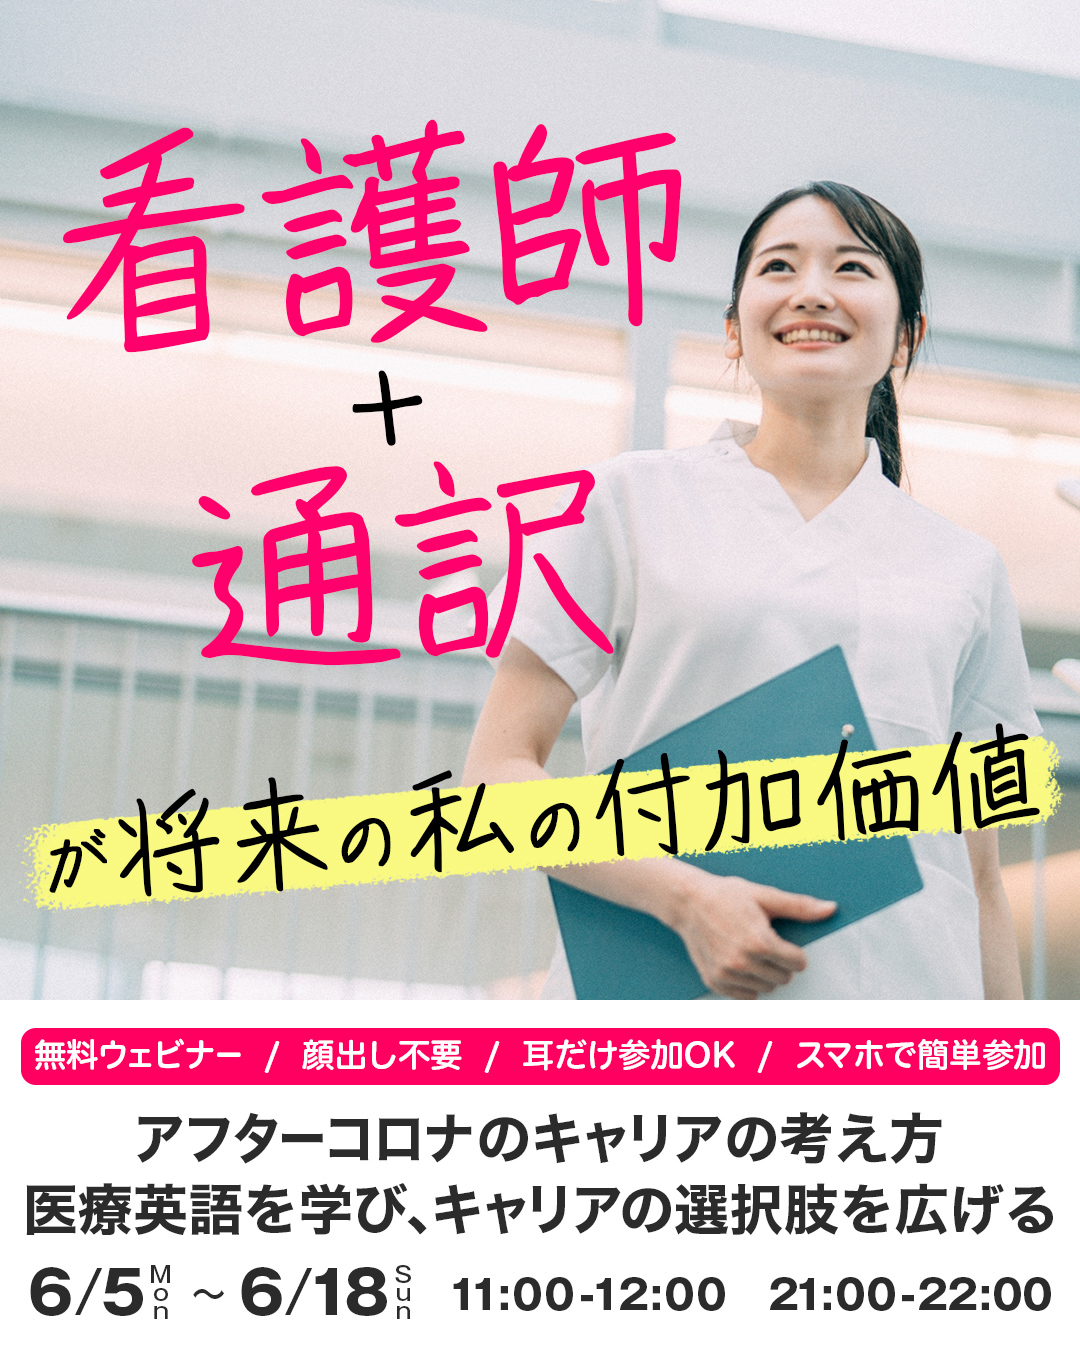 看護師
+
通訳
が将来の私の付加価値
無料ウェビナー / 顔出し不要 / 耳だけ参加OK / スマホで簡単参加
アフターコロナのキャリアの考え方
医療英語を学び、キャリアの選択肢を広げる
6/5 Mon ～ 6/18 Sun 11:00-12:00 21:00-22:00